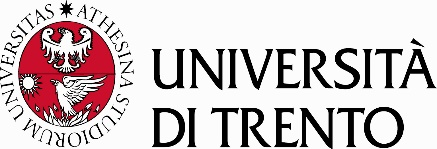 UNIVERSITAS ATHESINA STUDIORUM
UNIVERSITÀ
DI TRENTO